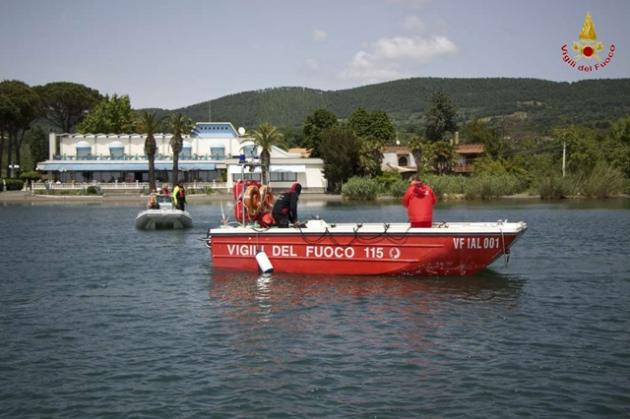 Vigili del Fuoco
VIGILI DEL FUOCO 115
VF IAL 001